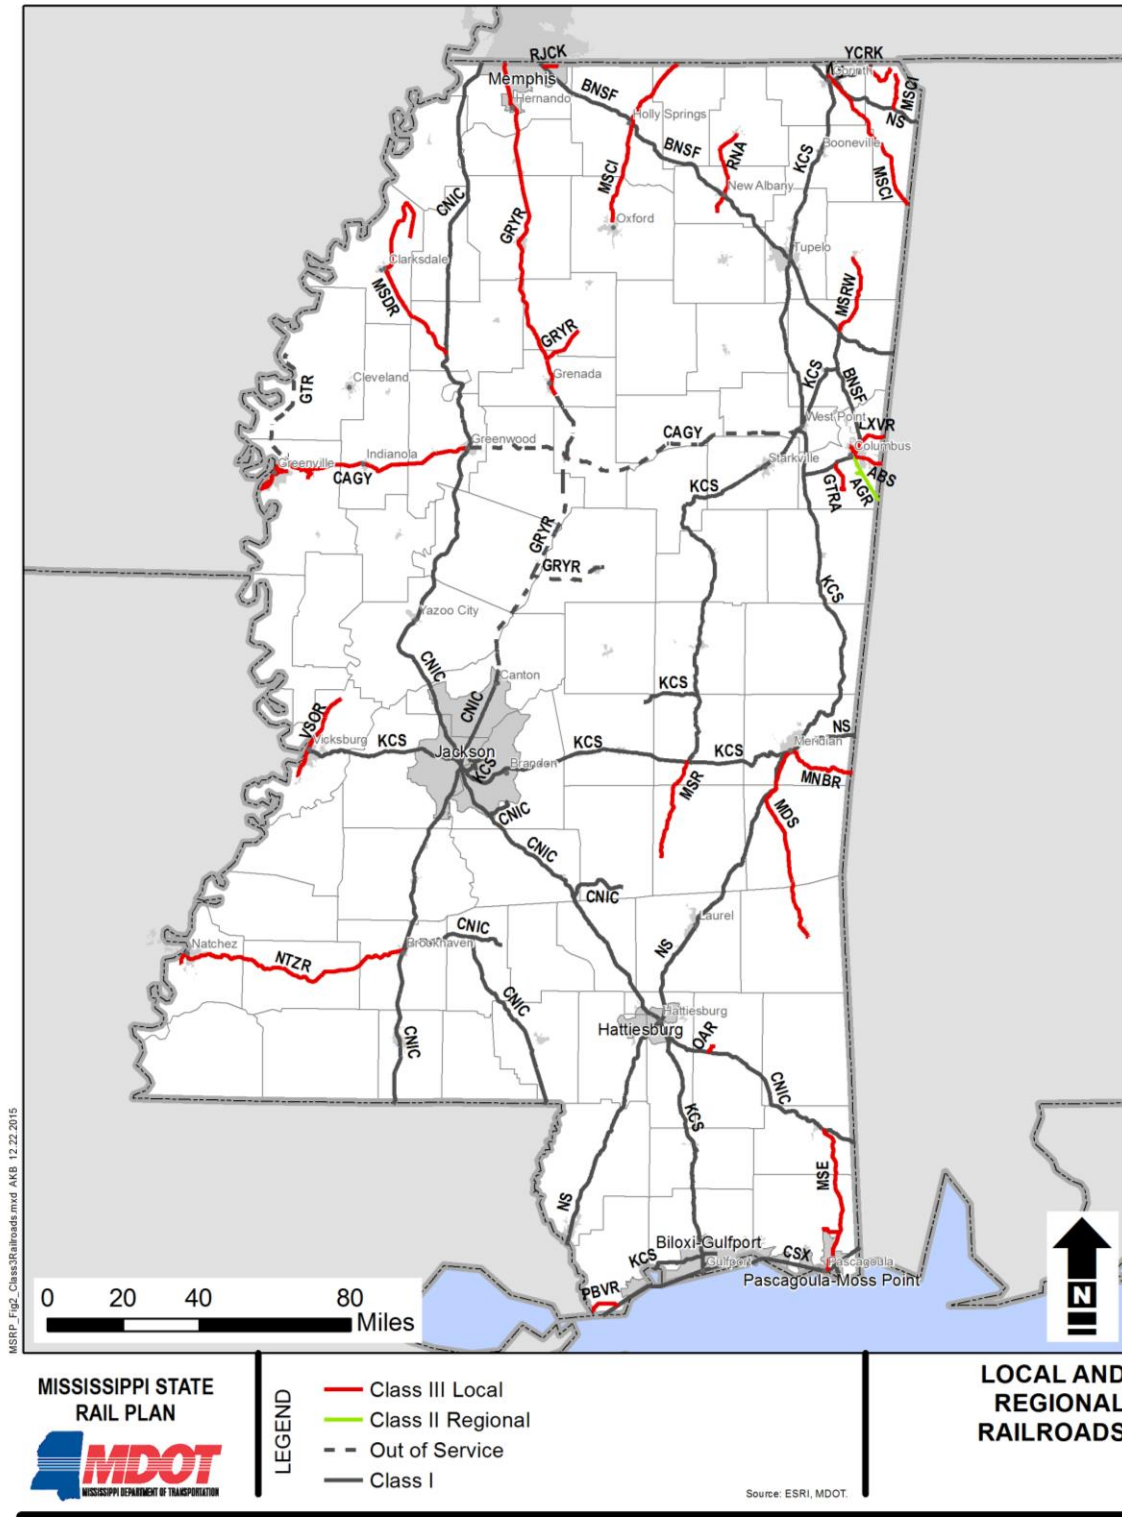 RJCK
YCRK
Memphis
Corinth
BNSF
Hernando
MSCI
Holly Springs
NS
BNSF
RNA
KCS
Booneville
MSCI
MSCI
New Albany
CNIC
GRYR
Oxford
Tupelo
Clarksdale
MSDR
MSRW
GRYR
GTR
Cleveland
Grenada
KCS
BNSF
West Point
LXVR
CAGY
Greenwood
Columbus
Indianola
Greenville
Starkville
ABS
CAGY
KCS
GTRA
AGR
GRYR
GRYR
KCS
Yazoo City
CNIC
Canton
KCS
CNIC
VSOR
NS
Vicksburg
KCS
Jackson
KCS
KCS
Meridian
KCS
Brandon
MSR
MNBR
CNIC
MDS
CNIC
CNIC
Laurel
CNIC
Natchez
Brookhaven
NTZR
NS
CNIC
Hattiesburg
Hattiesburg
OAR
CNIC
CNIC
KCS
MSE
NS
Biloxi-Gulfport
KCS
Gulfport
CSX
Pascagoula
Pascagoula-Moss Point
PBVR
0 20 40 80
Miles
N
MSRP_Fig2_Class3Railroads.mxd AKB 12.22.2015
MISSISSIPPI STATE
RAIL PLAN
MDOT
MISSISSIPPI DEPARTMENT OF TRANSPORTATION
LEGEND
Class III Local
Class II Regional
Out of Service
Class I
Source: ESRI, MDOT.
LOCAL AND
REGIONAL
RAILROADS